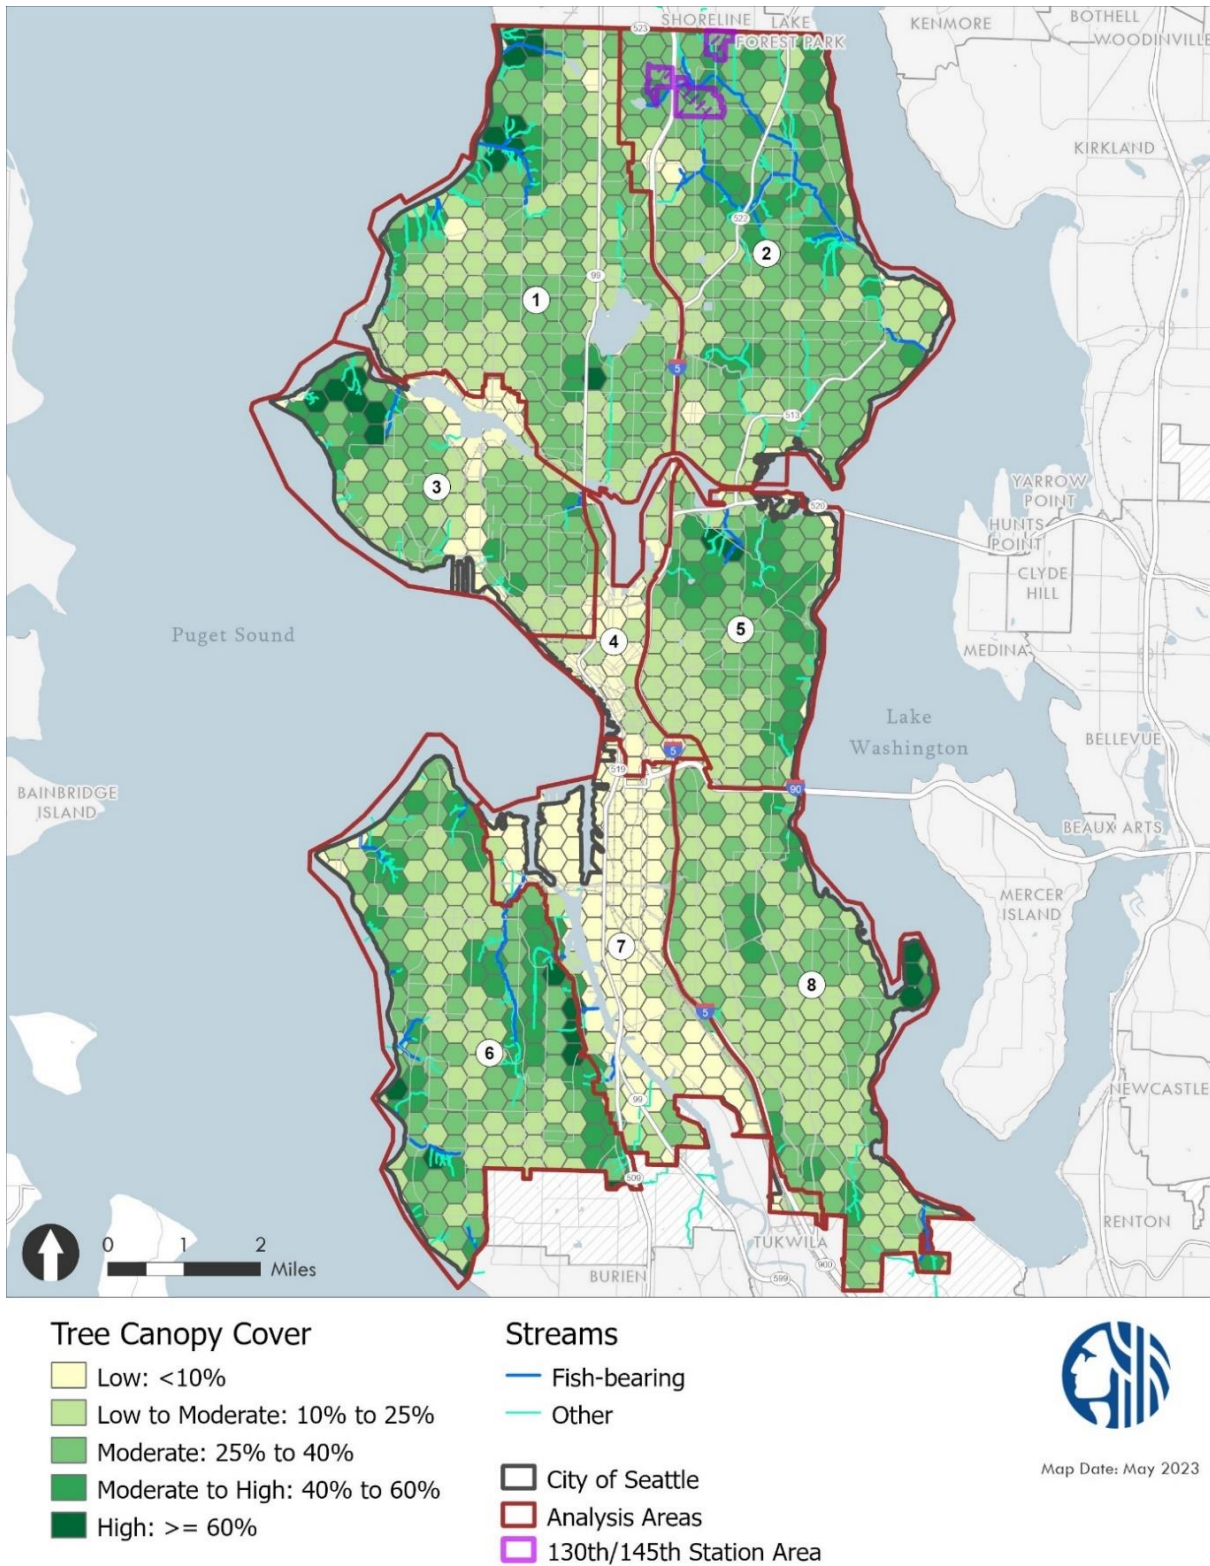 SHORELINE
LAKE
FOREST PARK
KENMORE
BOTHELL
WOODINVILLE
523
KIRKLAND
522
2
99
1
5
513
3
YARROW
POINT
520
HUNTS
POINT
CLYDE
HILL
Puget Sound
4
5
MEDINA
Lake
Washington
BELLEVUE
5
519
90
BAINBRIDGE
ISLAND
BEAUX ARTS
MERCER
ISLAND
7
8
5
6
99
NEWCASTLE
509
RENTON
TUKWILA
BURIEN
599
900
0 1 2
Miles
Tree Canopy Cover
Low: <10%
Low to Moderate: 10% to 25%
Moderate: 25% to 40%
Moderate to High: 40% to 60%
High: >= 60%
Streams
Fish-bearing
Other
City of Seattle
Analysis Areas
130th/145th Station Area
Map Date: May 2023